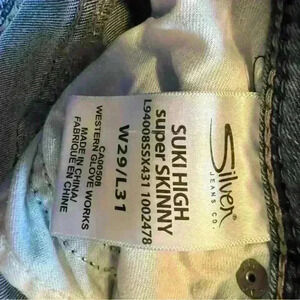 Silver
JEANS CO.
SUKI HIGH
super SKINNY
L94008SSX431 1002478
W29/L31
CA00508
WESTERN GLOVE WORKS
MADE IN CHINA/
FABRIQUE EN CHINE